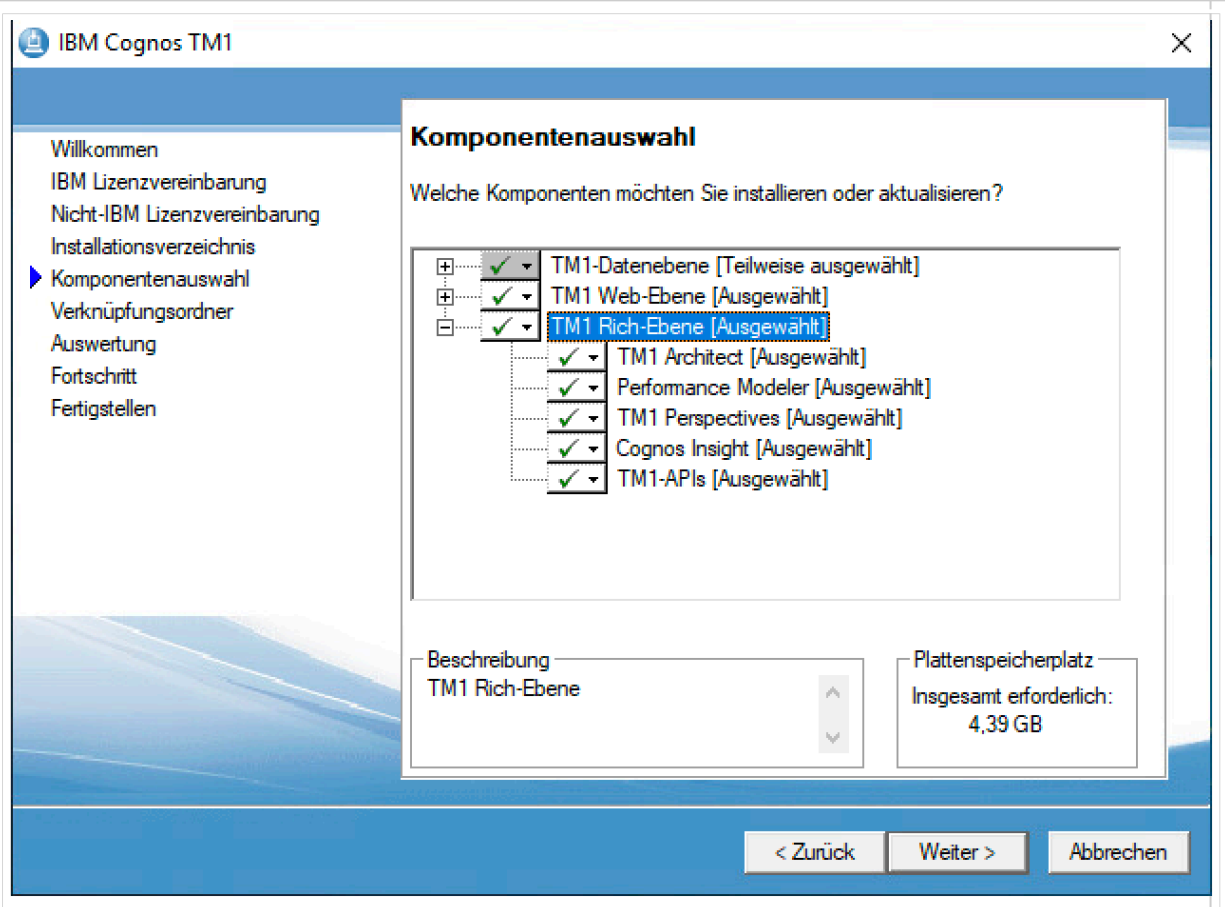 IBM Cognos TM1
Willkommen
IBM Lizenzvereinbarung
Nicht-IBM Lizenzvereinbarung
Installationsverzeichnis
Komponentenauswahl
Verknüpfungsordner
Auswertung
Fortschritt
Fertigstellen
Komponentenauswahl
Welche Komponenten möchten Sie installieren oder aktualisieren?
TM1-Datenebene [Teilweise ausgewählt]
TM1 Web-Ebene [Ausgewählt]
TM1 Rich-Ebene [Ausgewählt]
TM1 Architect [Ausgewählt]
Performance Modeler [Ausgewählt]
TM1 Perspectives [Ausgewählt]
Cognos Insight [Ausgewählt]
TM1-APIs [Ausgewählt]
Beschreibung
TM1 Rich-Ebene
Plattenspeicherplatz
Insgesamt erforderlich:
4,39 GB
< Zurück
Weiter >
Abbrechen